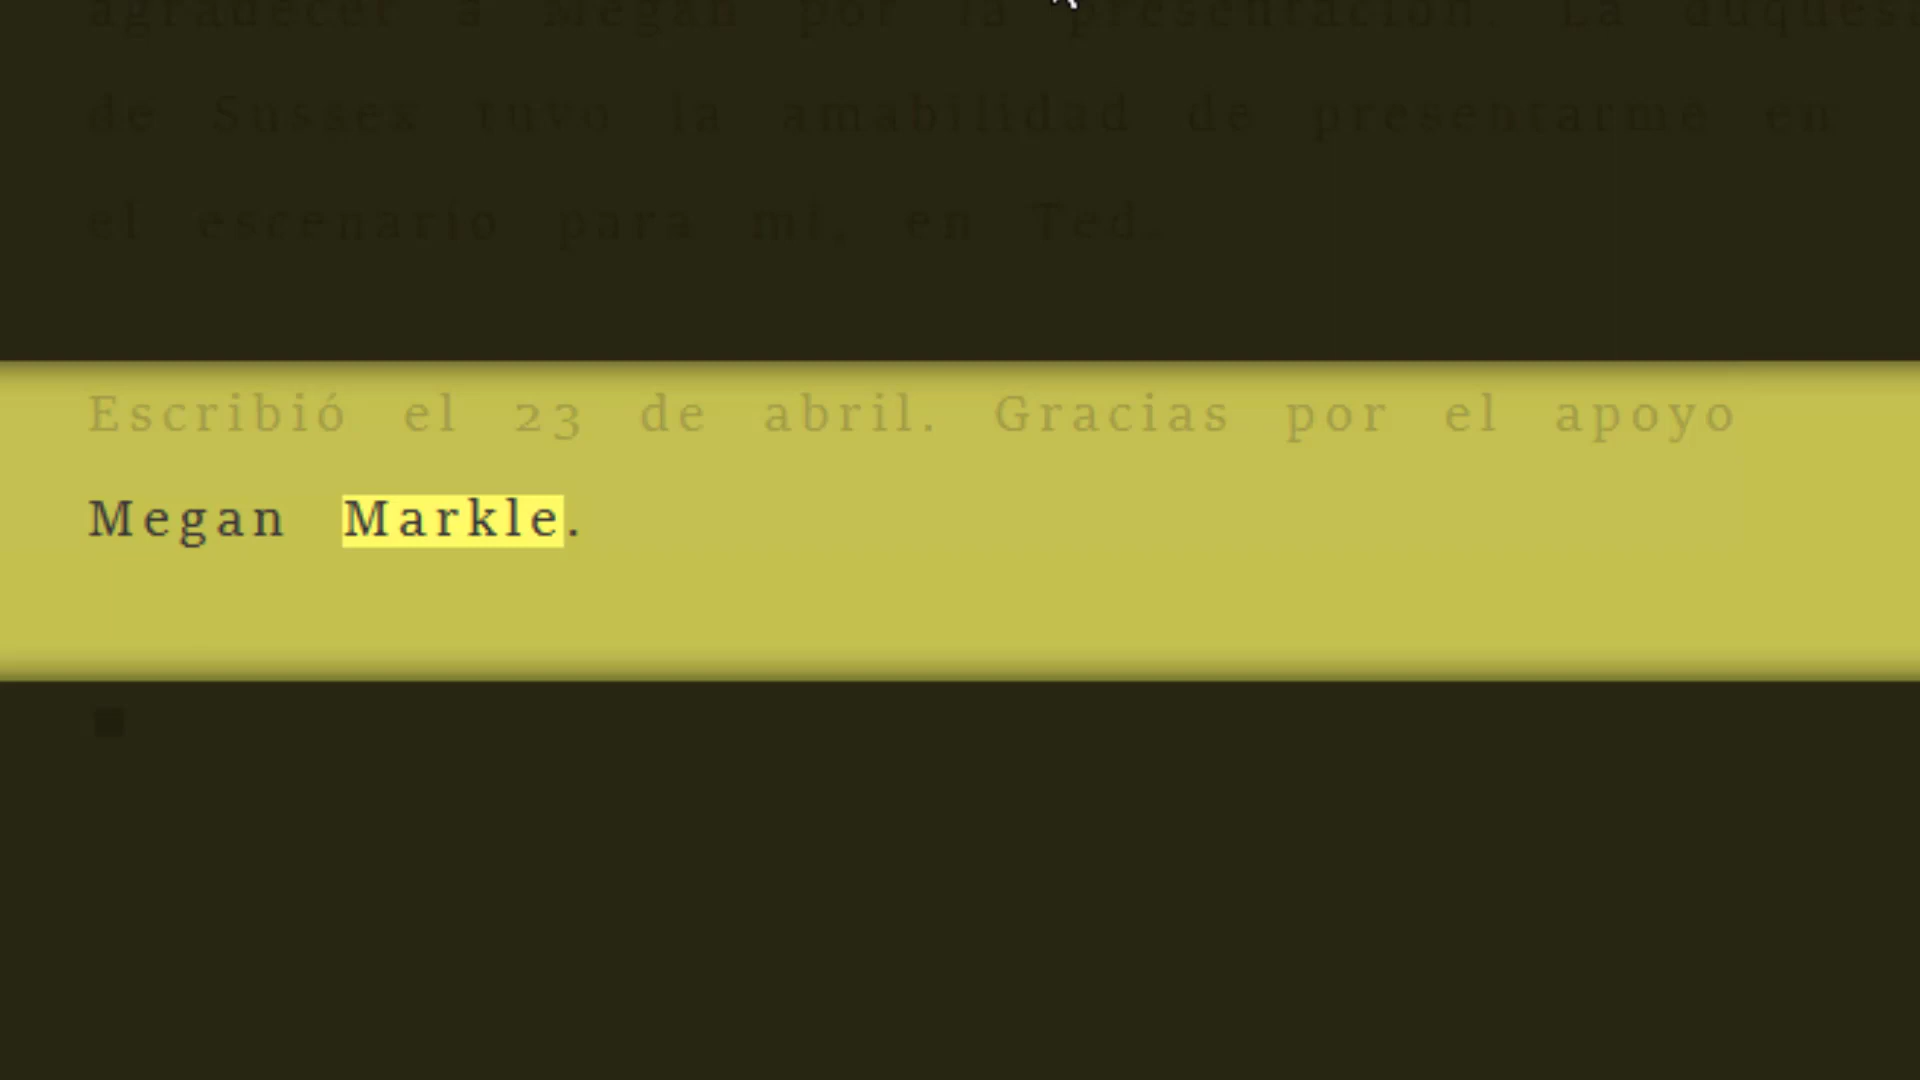 agradecer a Megan por la presentación. La duquesa
de Sussex tuvo la amabilidad de presentarme en
el escenario para mí, en Ted..
Escribió el 23 de abril. Gracias por el apoyo
Megan Markle.